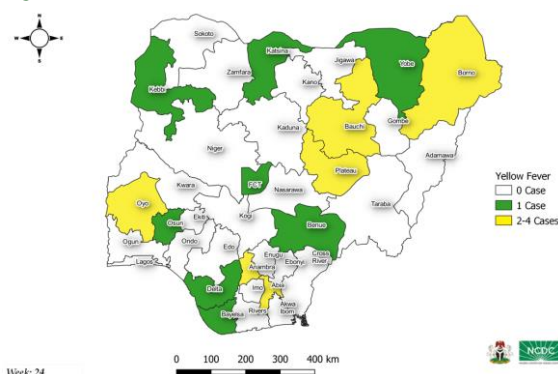 Sokoto
Katsina
Jigawa
Yobe
Borno
Kebbi
Zamfara
Kano
Gombe
Bauchi
Kaduna
Adamawa
Niger
Plateau
FCT
Nasarawa
Taraba
Kwara
Oyo
Kogi
Benue
Osun
Ekiti
Ogun
Ondo
Edo
Lagos
Enugu
Anambra
Ebonyi
Cross
River
Delta
Imo
Abia
Bayelsa
Rivers
Akwa
Ibom
Yellow Fever
0 Case
1 Case
2-4 Cases
Week: 24
0 100 200 300 400 km
NCDC